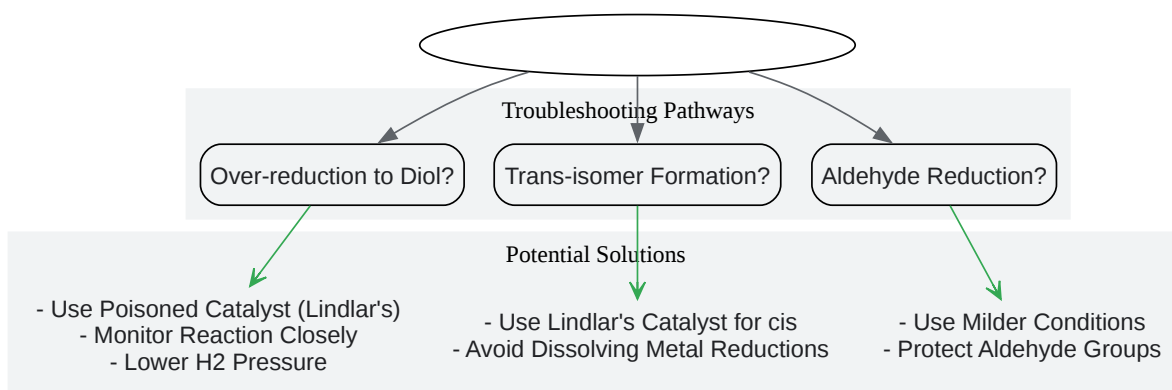 Troubleshooting Pathways
Over-reduction to Diol?
Trans-isomer Formation?
Aldehyde Reduction?
Potential Solutions
- Use Poisoned Catalyst (Lindlar's)
- Monitor Reaction Closely
- Lower H2 Pressure
- Use Lindlar's Catalyst for cis
- Avoid Dissolving Metal Reductions
- Use Milder Conditions
- Protect Aldehyde Groups